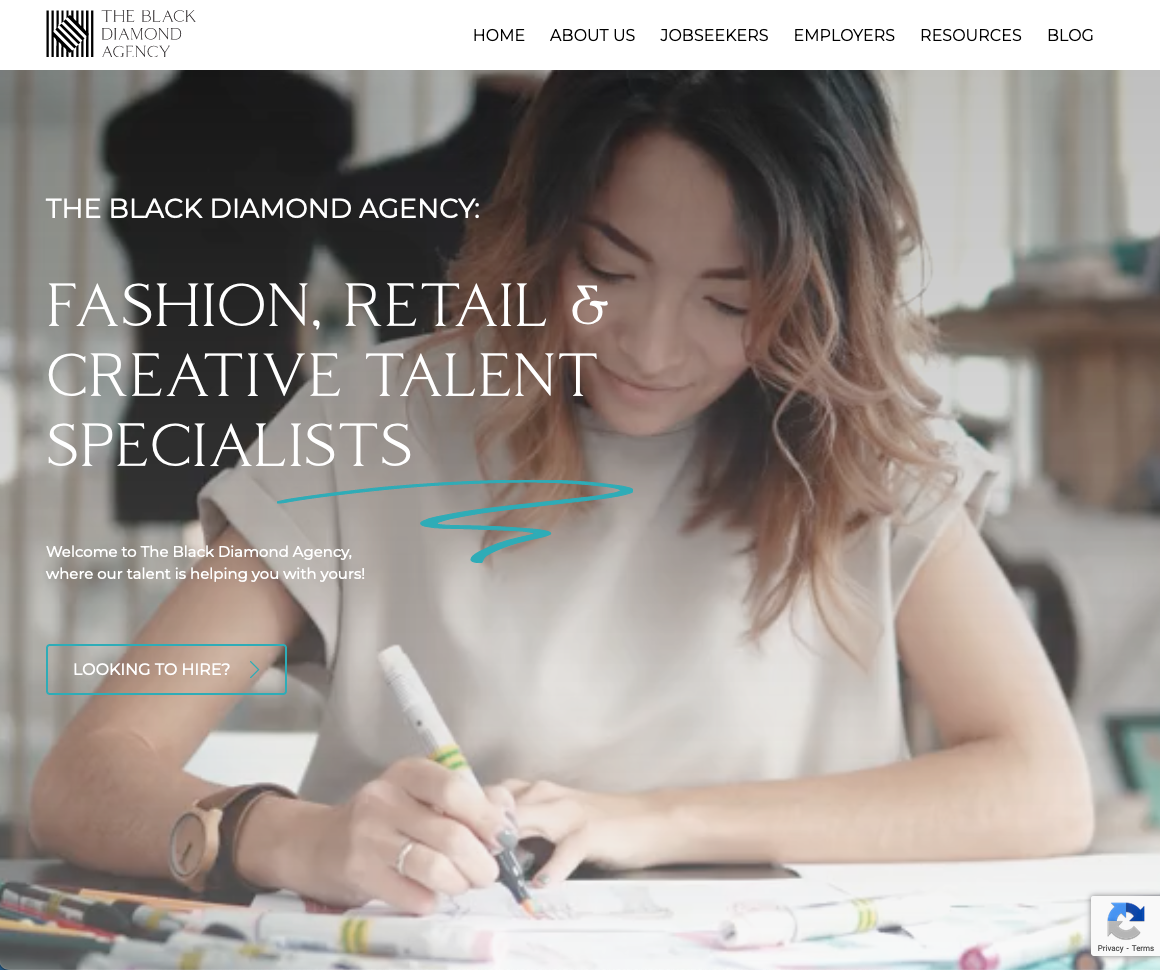 THE BLACK
DIAMOND
AGENCY
HOME ABOUT US JOBSEEKERS EMPLOYERS RESOURCES BLOG
THE BLACK DIAMOND AGENCY:
FASHION, RETAIL &
CREATIVE TALENT
SPECIALISTS
Welcome to The Black Diamond Agency,
where our talent is helping you with yours!
LOOKING TO HIRE?
Privacy - Terms